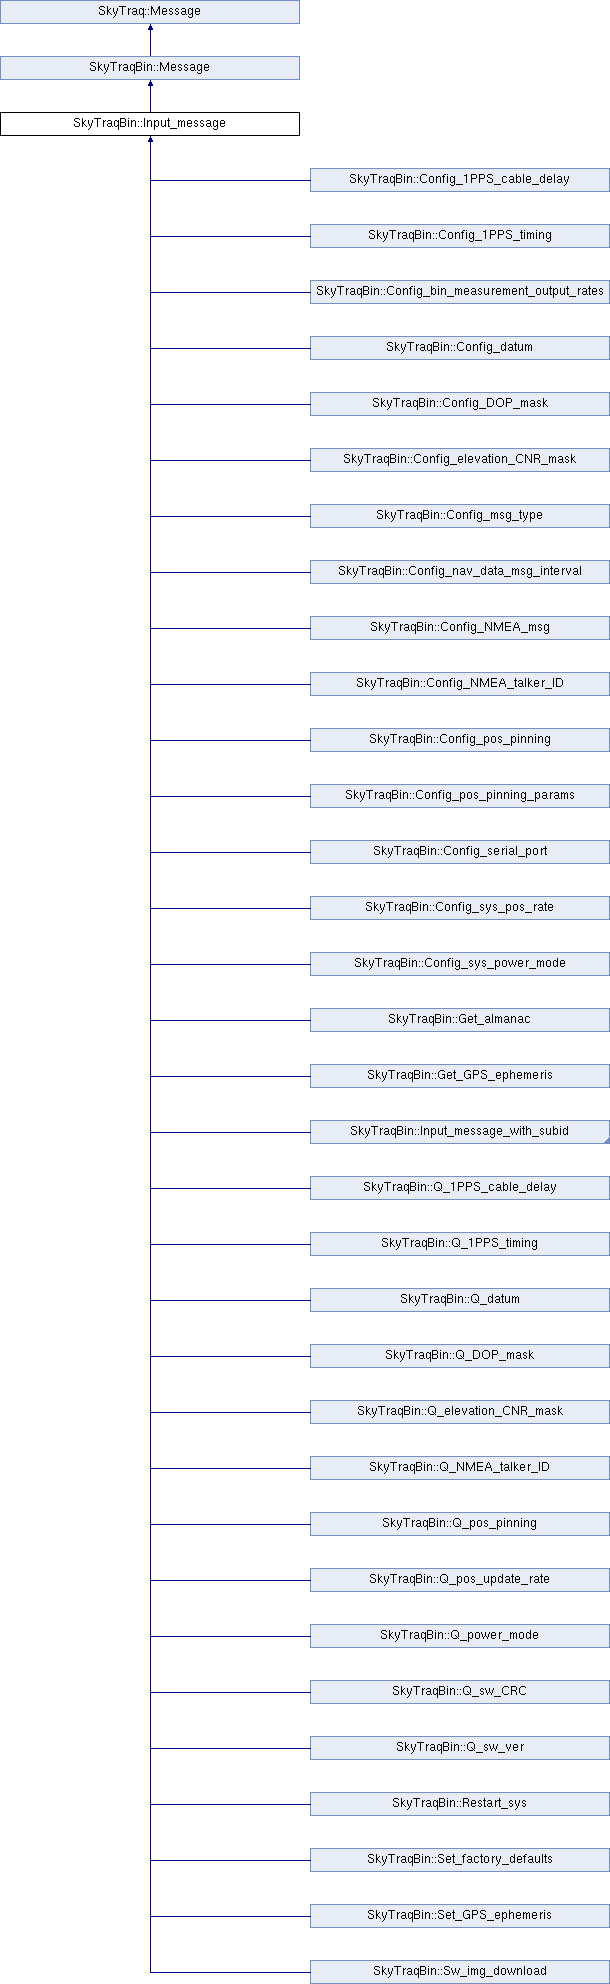 SkyTraq::Message
SkyTraqBin::Message
SkyTraqBin::Input_message
SkyTraqBin::Config_1PPS_cable_delay
SkyTraqBin::Config_1PPS_timing
SkyTraqBin::Config_bin_measurement_output_rates
SkyTraqBin::Config_datum
SkyTraqBin::Config_DOP_mask
SkyTraqBin::Config_elevation_CNR_mask
SkyTraqBin::Config_msg_type
SkyTraqBin::Config_nav_data_msg_interval
SkyTraqBin::Config_NMEA_msg
SkyTraqBin::Config_NMEA_talker_ID
SkyTraqBin::Config_pos_pinning
SkyTraqBin::Config_pos_pinning_params
SkyTraqBin::Config_serial_port
SkyTraqBin::Config_sys_pos_rate
SkyTraqBin::Config_sys_power_mode
SkyTraqBin::Get_almanac
SkyTraqBin::Get_GPS_ephemeris
SkyTraqBin::Input_message_with_subid
SkyTraqBin::Q_1PPS_cable_delay
SkyTraqBin::Q_1PPS_timing
SkyTraqBin::Q_datum
SkyTraqBin::Q_DOP_mask
SkyTraqBin::Q_elevation_CNR_mask
SkyTraqBin::Q_NMEA_talker_ID
SkyTraqBin::Q_pos_pinning
SkyTraqBin::Q_pos_update_rate
SkyTraqBin::Q_power_mode
SkyTraqBin::Q_sw_CRC
SkyTraqBin::Q_sw_ver
SkyTraqBin::Restart_sys
SkyTraqBin::Set_factory_defaults
SkyTraqBin::Set_GPS_ephemeris
SkyTraqBin::Sw_img_download